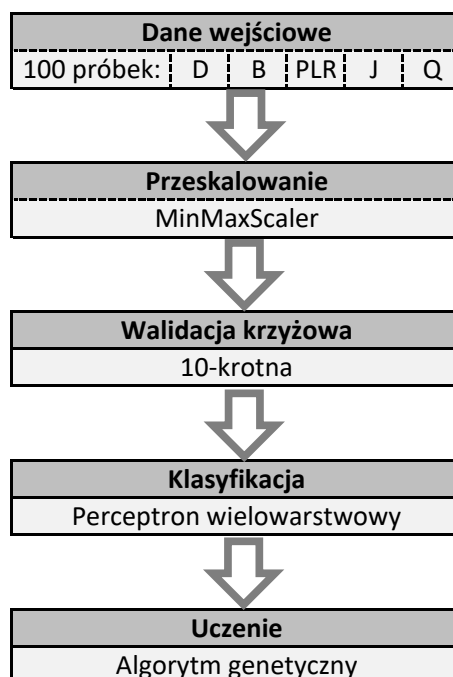 Dane wejściowe
100 próbek: D B PLR J Q
Przeskalowanie
MinMaxScaler
Walidacja krzyżowa
10-krotna
Klasyfikacja
Perceptron wielowarstwowy
Uczenie
Algorytm genetyczny